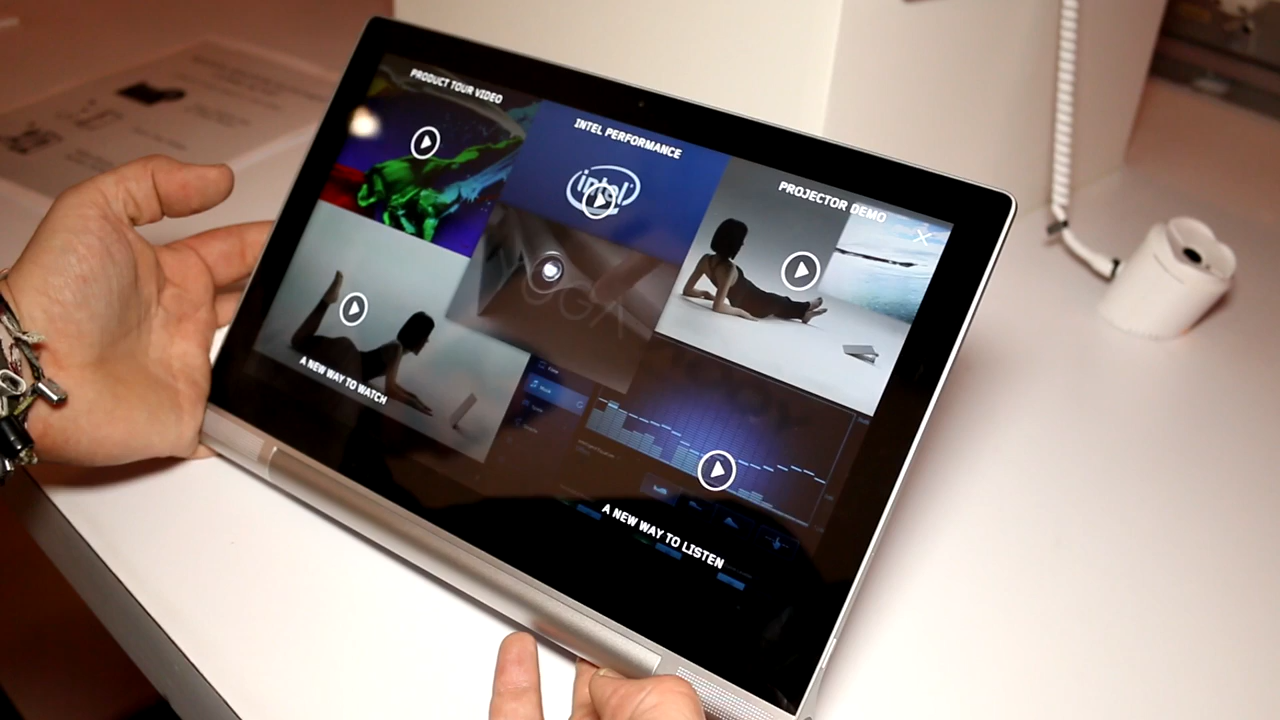 PRODUCT TOUR VIDEO
INTEL PERFORMANCE
intel
PROJECTOR DEMO
A NEW WAY TO WATCH
A NEW WAY TO LISTEN